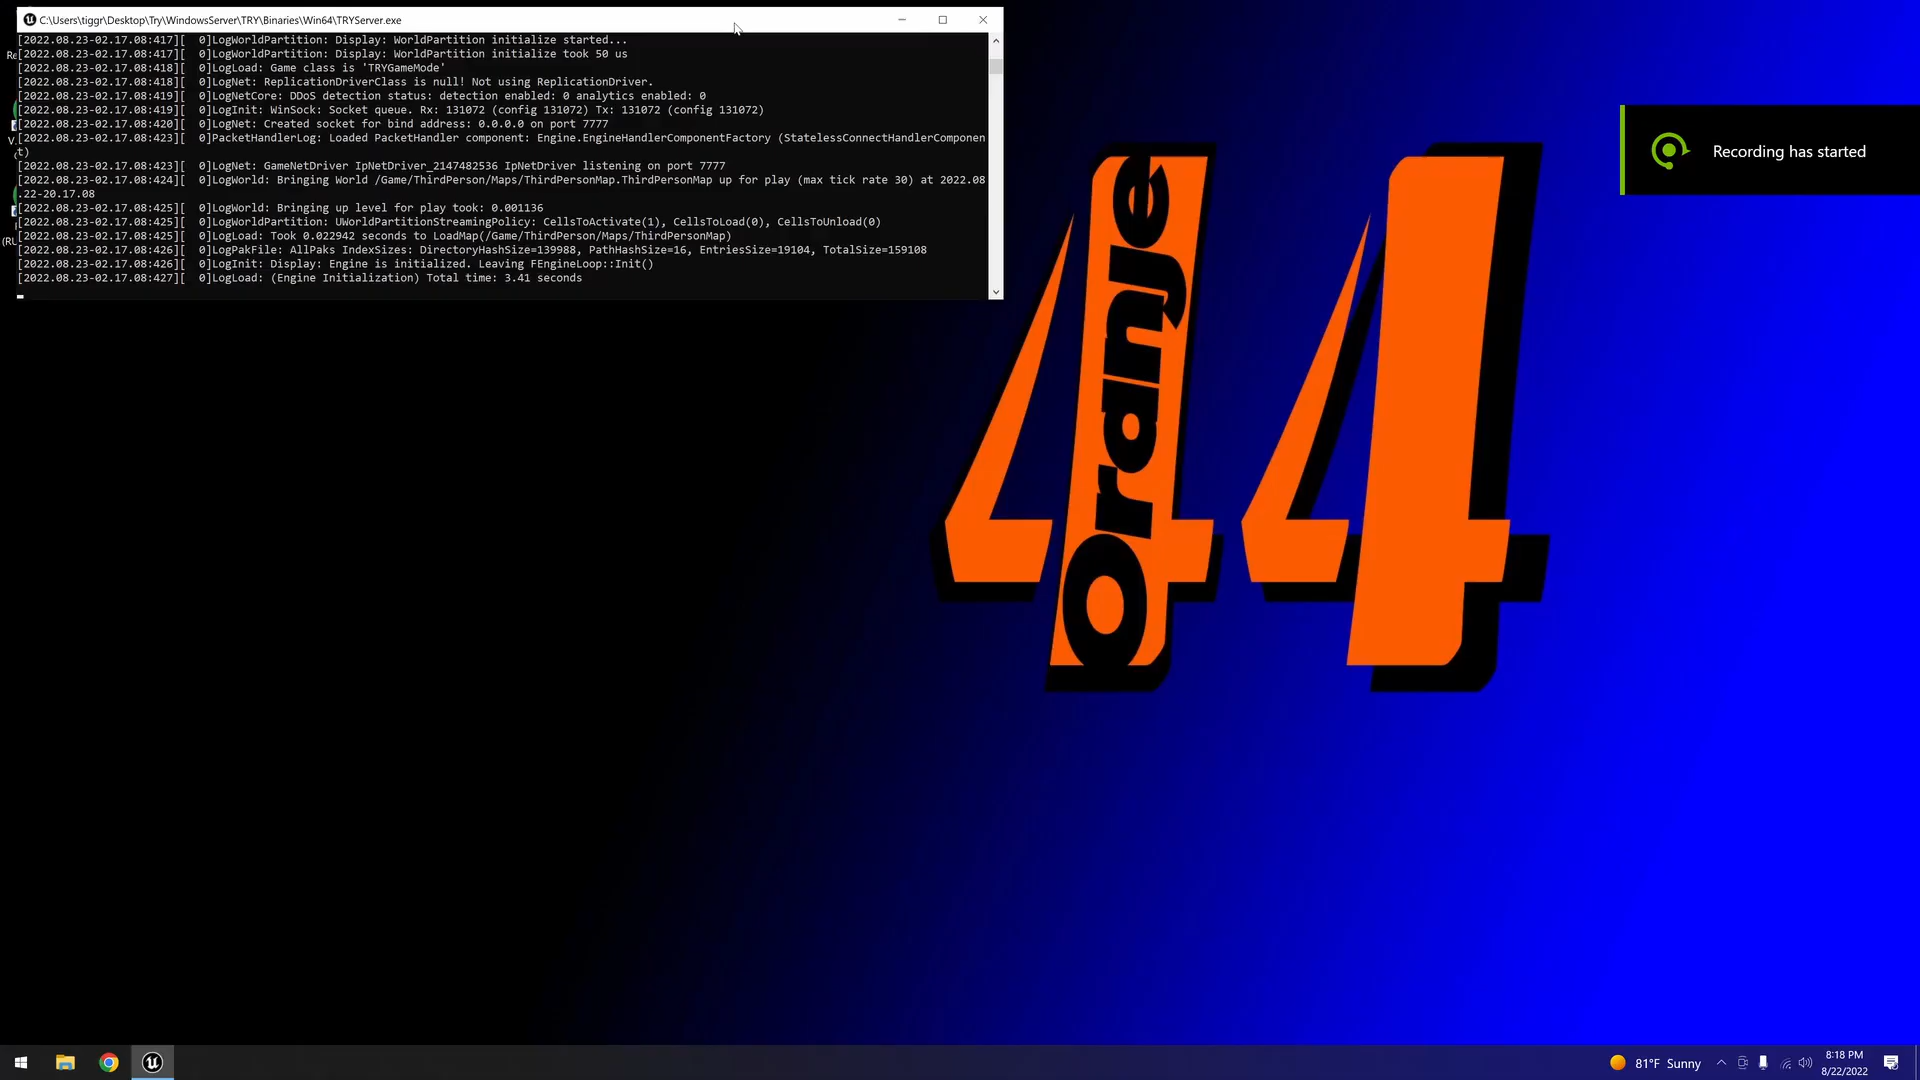 C:\Users\tiggr\Desktop\Try\WindowsServer\TRY\Binaries\Win64\TRYServer.exe
[2022.08.23-02.17.08:417][  0]LogWorldPartition: Display: WorldPartition initialize started...
[2022.08.23-02.17.08:417][  0]LogWorldPartition: Display: WorldPartition initialize took 50 us
[2022.08.23-02.17.08:418][  0]LogLoad: Game class is 'TRYGameMode'
[2022.08.23-02.17.08:418][  0]LogNet: ReplicationDriverClass is null! Not using ReplicationDriver.
[2022.08.23-02.17.08:419][  0]LogNetCore: DDoS detection status: detection enabled: 0 analytics enabled: 0
[2022.08.23-02.17.08:419][  0]LogInit: WinSock: Socket queue. Rx: 131072 (config 131072) Tx: 131072 (config 131072)
[2022.08.23-02.17.08:420][  0]LogNet: Created socket for bind address: 0.0.0.0 on port 7777
[2022.08.23-02.17.08:423][  0]PacketHandlerLog: Loaded PacketHandler component: Engine.EngineHandlerComponentFactory (StatelessConnectHandlerComponen
t)
[2022.08.23-02.17.08:423][  0]LogNet: GameNetDriver IpNetDriver_2147482536 IpNetDriver listening on port 7777
[2022.08.23-02.17.08:424][  0]LogWorld: Bringing World /Game/ThirdPerson/Maps/ThirdPersonMap.ThirdPersonMap up for play (max tick rate 30) at 2022.08
.22-20.17.08
[2022.08.23-02.17.08:425][  0]LogWorld: Bringing up level for play took: 0.001136
[2022.08.23-02.17.08:425][  0]LogWorldPartition: UWorldPartitionStreamingPolicy: CellsToActivate(1), CellsToLoad(0), CellsToUnload(0)
[2022.08.23-02.17.08:425][  0]LogLoad: Took 0.022942 seconds to LoadMap(/Game/ThirdPerson/Maps/ThirdPersonMap)
[2022.08.23-02.17.08:426][  0]LogPakFile: AllPaks IndexSizes: DirectoryHashSize=139988, PathHashSize=16, EntriesSize=19104, TotalSize=159108
[2022.08.23-02.17.08:426][  0]LogInit: Display: Engine is initialized. Leaving FEngineLoop::Init()
[2022.08.23-02.17.08:427][  0]LogLoad: (Engine Initialization) Total time: 3.41 seconds
Recording has started
44
Oranje
81°F Sunny
8:18 PM
8/22/2022